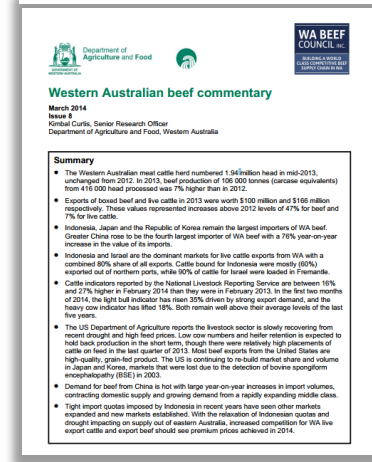 GOVERNMENT OF
WESTERN AUSTRALIA
Department of
Agriculture and Food
WA BEEF
COUNCIL INC.
BUILDING A WORLD
CLASS COMPETITIVE BEEF
SUPPLY CHAIN IN WA
Western Australian beef commentary
March 2014
Issue 8
Kimbal Curtis, Senior Research Officer
Department of Agriculture and Food, Western Australia
Summary
• The Western Australian meat cattle herd numbered 1.94 million head in mid-2013,
unchanged from 2012. In 2013, beef production of 106 000 tonnes (carcase equivalents)
from 416 000 head processed was 7% higher than in 2012.
• Exports of boxed beef and live cattle in 2013 were worth $100 million and $166 million
respectively. These values represented increases above 2012 levels of 47% for beef and
7% for live cattle.
• Indonesia, Japan and the Republic of Korea remain the largest importers of WA beef.
Greater China rose to be the fourth largest importer of WA beef with a 76% year-on-year
increase in the value of its imports.
• Indonesia and Israel are the dominant markets for live cattle exports from WA with a
combined 80% share of all exports. Cattle bound for Indonesia were mostly (60%)
exported out of northern ports, while 90% of cattle for Israel were loaded in Fremantle.
• Cattle indicators reported by the National Livestock Reporting Service are between 16%
and 27% higher in February 2014 than they were in February 2013. In the first two months
of 2014, the light bull indicator has risen 35% driven by strong export demand, and the
heavy cow indicator has lifted 18%. Both remain well above their average levels of the last
five years.
• The US Department of Agriculture reports the livestock sector is slowly recovering from
recent drought and high feed prices. Low cow numbers and heifer retention is expected to
hold back production in the short term, though there were relatively high placements of
cattle on feed in the last quarter of 2013. Most beef exports from the United States are
high-quality, grain-fed product. The US is continuing to re-build market share and volume
in Japan and Korea, markets that were lost due to the detection of bovine spongiform
encephalopathy (BSE) in 2003.
• Demand for beef from China is hot with large year-on-year increases in import volumes,
contracting domestic supply and growing demand from a rapidly expanding middle class.
• Tight import quotas imposed by Indonesia in recent years have seen other markets
expanded and new markets established. With the relaxation of Indonesian quotas and
drought impacting on supply out of eastern Australia, increased competition for WA live
export cattle and export beef should see premium prices achieved in 2014.